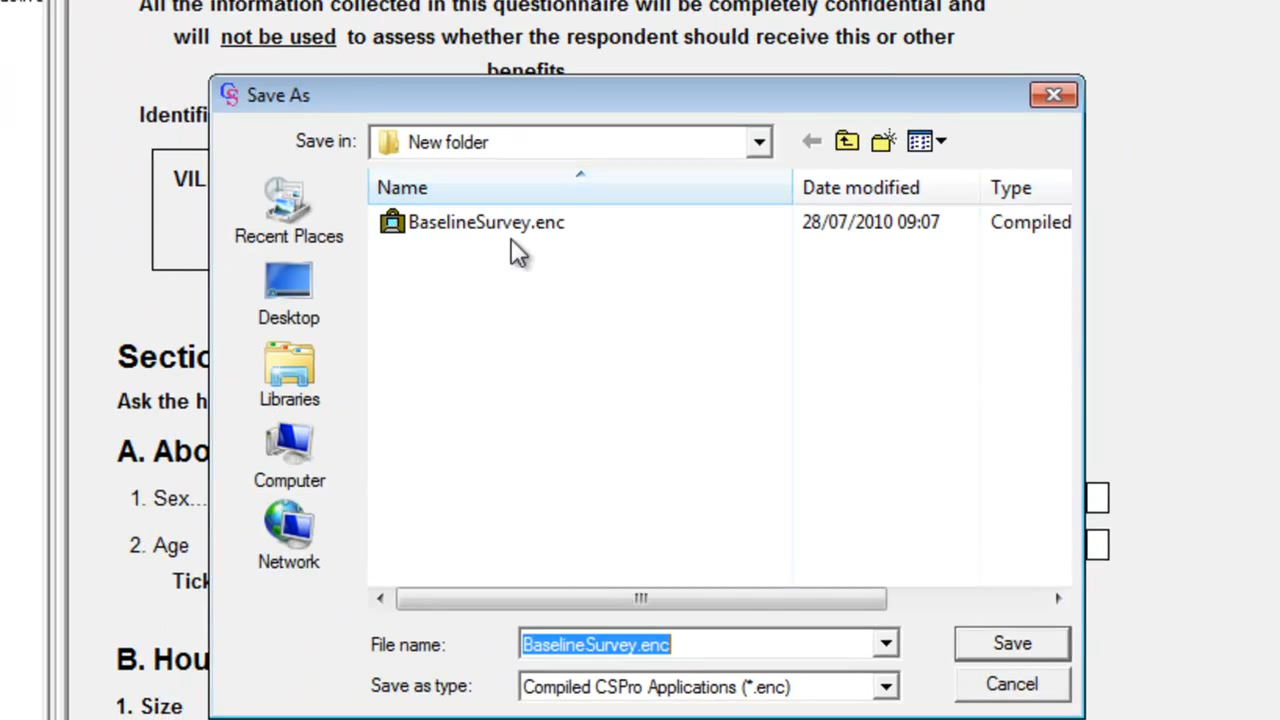 All the information collected in this questionnaire will be completely confidential and
will not be used to assess whether the respondent should receive this or other
benefits
Save As
Identifi
Save in: New folder
VIL
Name Date modified Type
BaselineSurvey.enc 28/07/2010 09:07 Compiled
Recent Places
Desktop
Sectio
Libraries
Ask the h
A. Abo
Computer
1. Sex...
2. Age
Network
Tick
File name: BaselineSurvey.enc Save
B. Hou
Save as type: Compiled CSPro Applications (*.enc) Cancel
1. Size